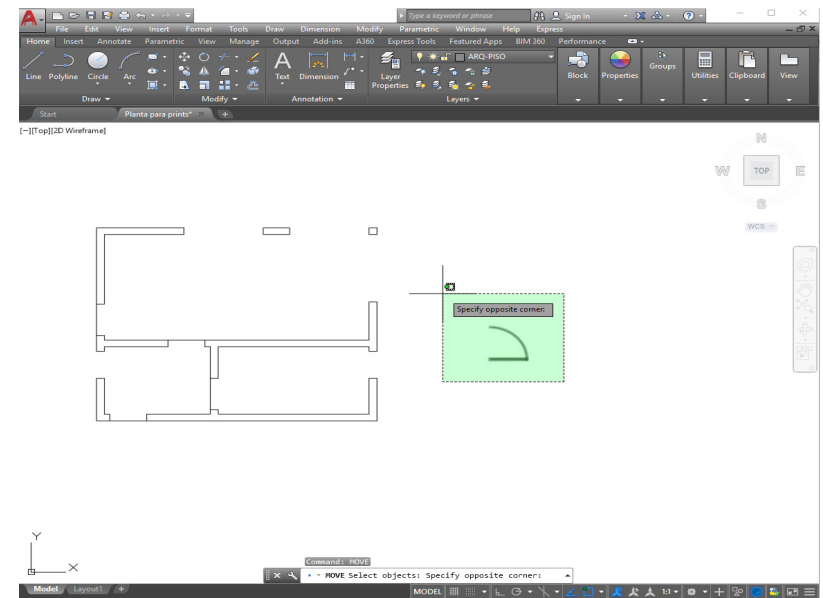 Type a keyword or phrase
Sign In
File Edit View Insert Format Tools Draw Dimension Modify Parametric Window Help Express
Home Insert Annotate Parametric View Manage Output Add-ins A360 Express Tools Featured Apps BIM 360 Performance
Line Polyline Circle Arc
Text Dimension
Layer
Properties
ARQ-PISO
Block Properties Groups Utilities Clipboard View
Draw Modify Annotation Layers
Start Planta para prints*
[−][Top][2D Wireframe]
N
W TOP E
S
WCS
Specify opposite corner:
Y
X
Command: MOVE
MOVE Select objects: Specify opposite corner:
Model Layout1 +
MODEL 1:1